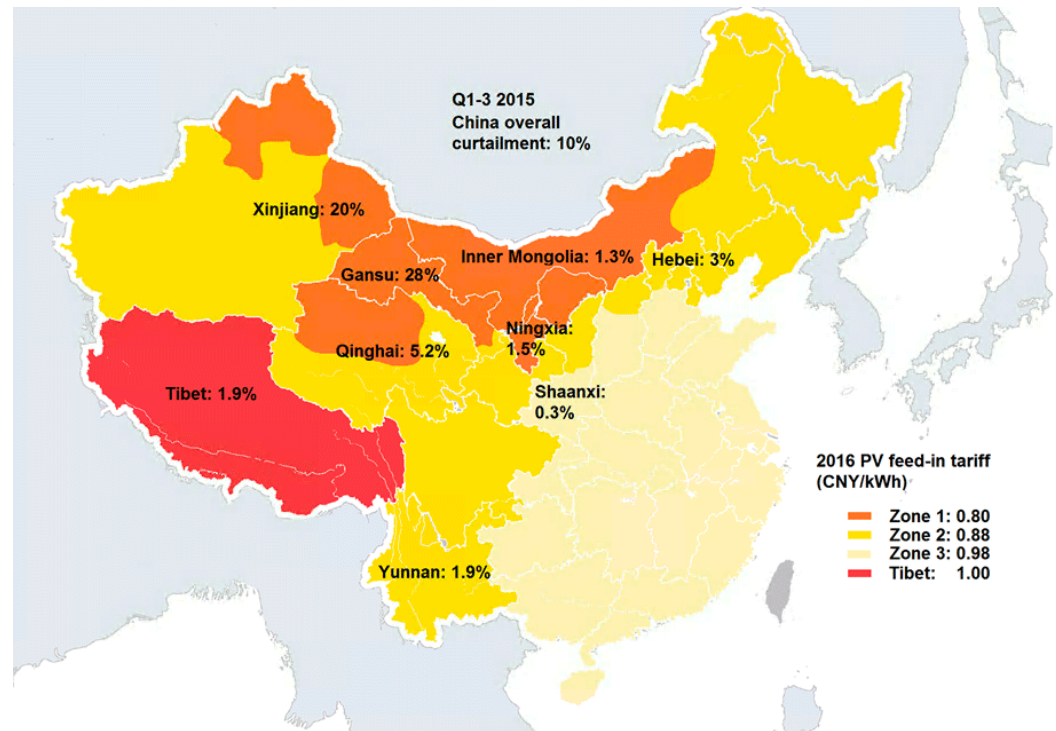 Q1-3 2015
China overall
curtailment: 10%
Xinjiang: 20%
Inner Mongolia: 1.3%
Hebei: 3%
Gansu: 28%
Ningxia:
1.5%
Qinghai: 5.2%
Tibet: 1.9%
Shaanxi:
0.3%
Yunnan: 1.9%
2016 PV feed-in tariff
(CNY/kWh)
Zone 1: 0.80
Zone 2: 0.88
Zone 3: 0.98
Tibet: 1.00